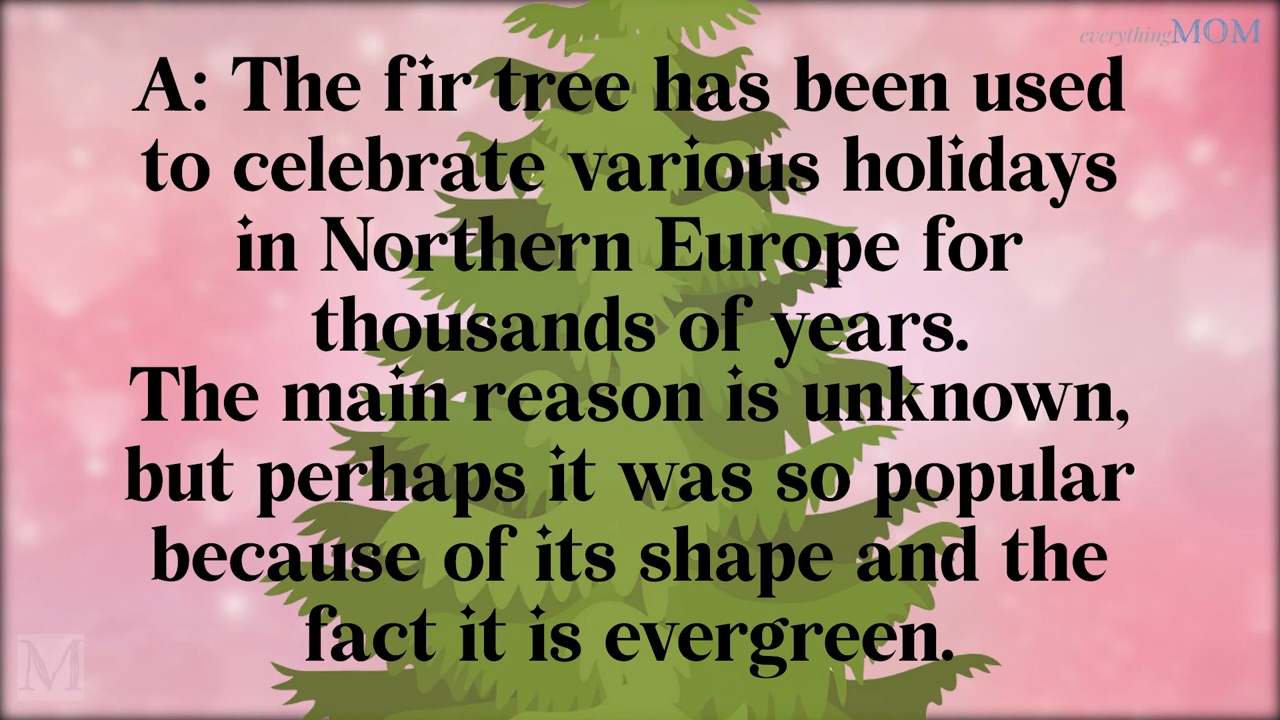 everythingMOM
A: The fir tree has been used
to celebrate various holidays
in Northern Europe for
thousands of years.
The main reason is unknown,
but perhaps it was so popular
because of its shape and the
fact it is evergreen.
M